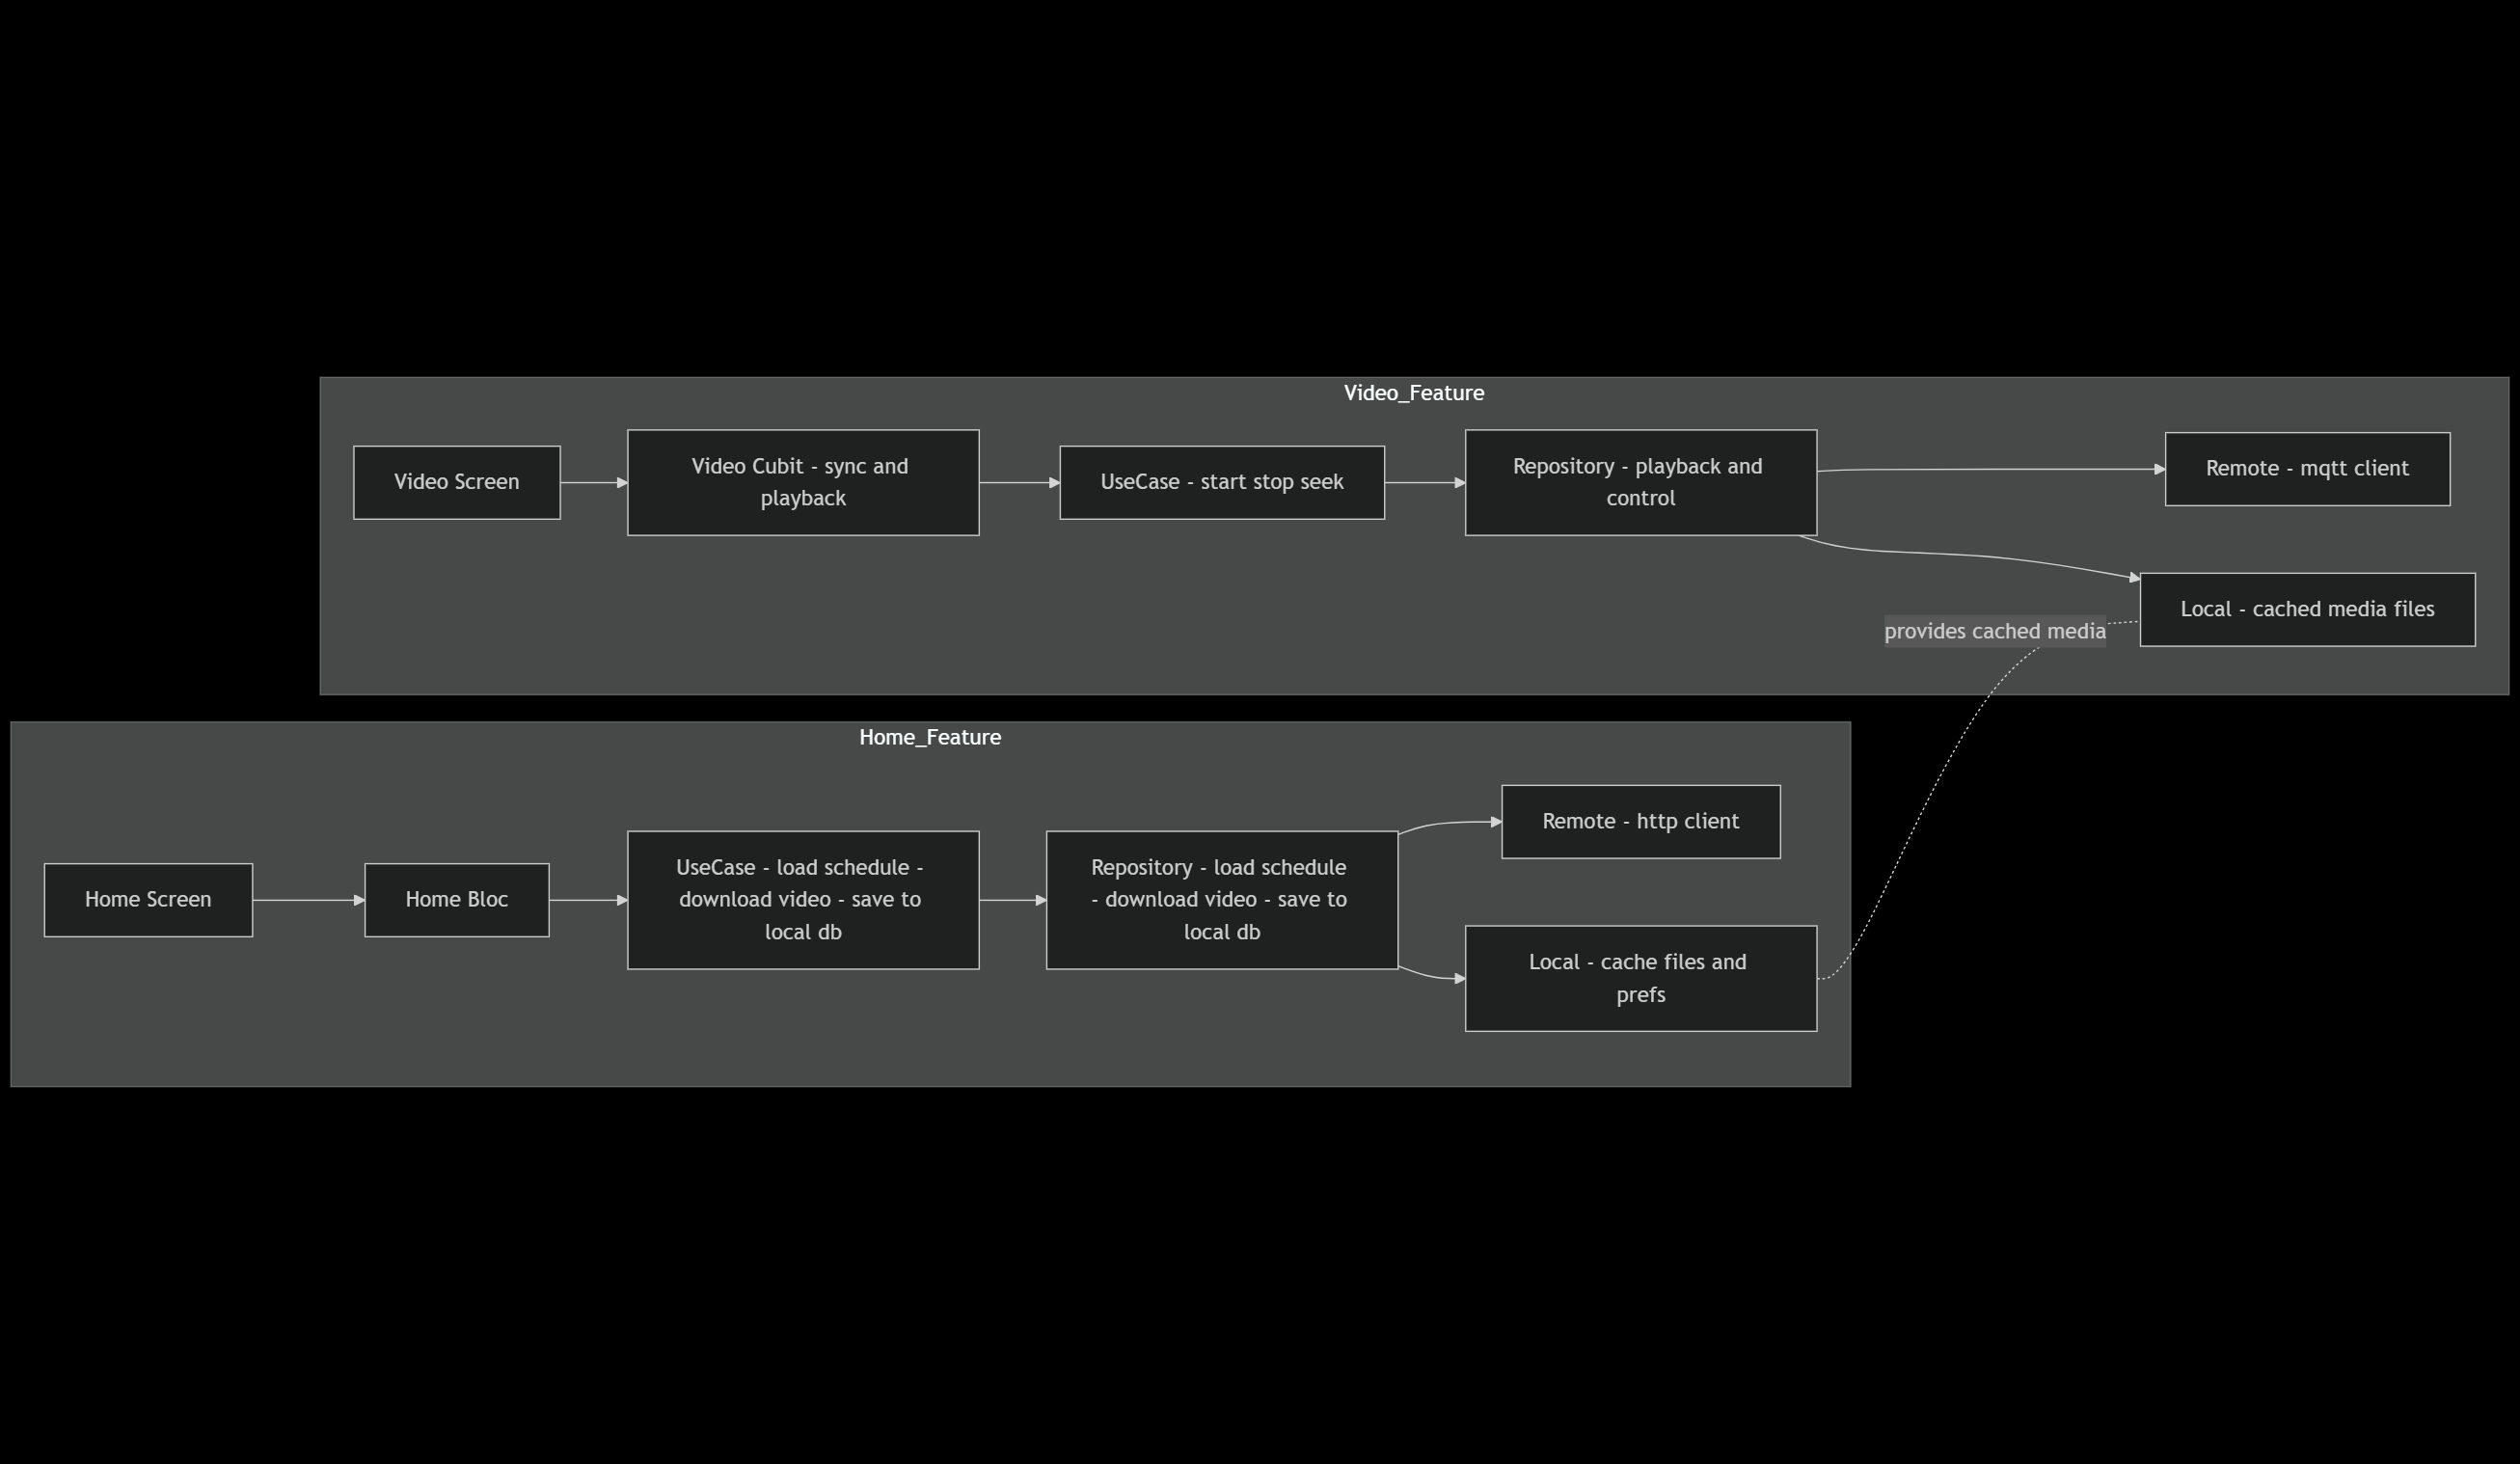 Video_Feature
Video Screen
Video Cubit - sync and
playback
UseCase - start stop seek
Repository - playback and
control
Remote - mqtt client
Local - cached media files
provides cached media
Home_Feature
Home Screen
Home Bloc
UseCase - load schedule -
download video - save to
local db
Repository - load schedule
- download video - save to
local db
Remote - http client
Local - cache files and
prefs